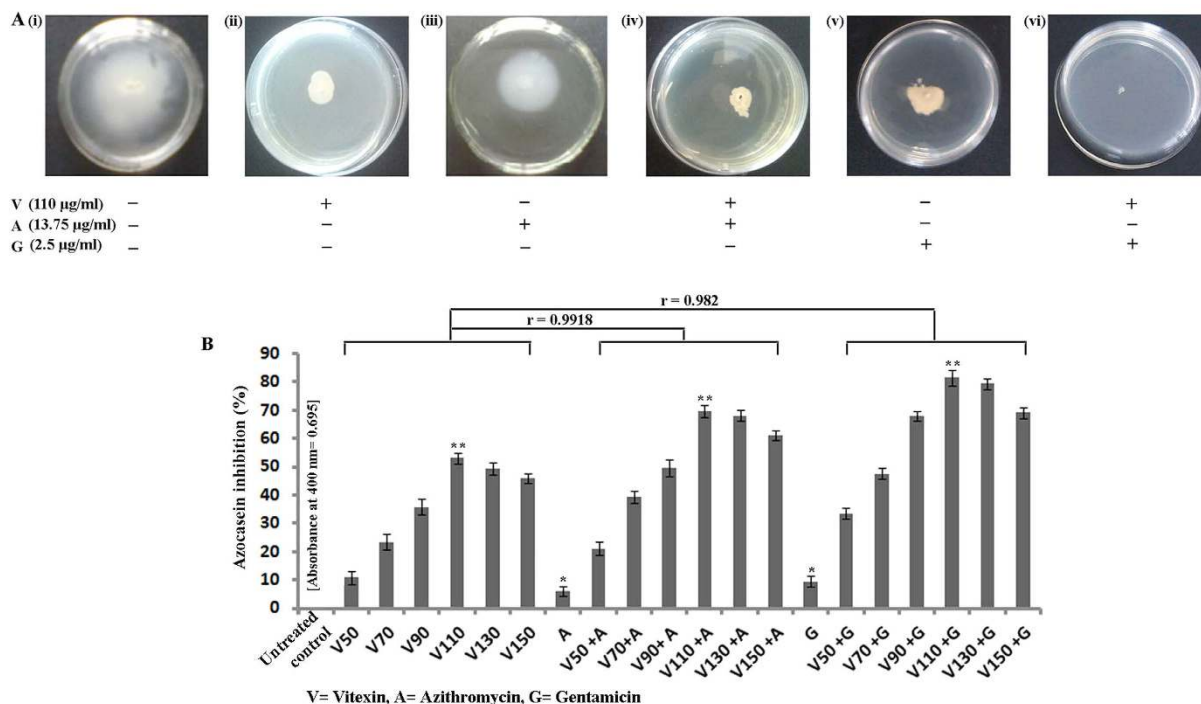 A (i) (ii) (iii) (iv) (v) (vi)
V (110 µg/ml) – + – + – +
A (13.75 µg/ml) – – + + – –
G (2.5 µg/ml) – – – – + +
r = 0.982
r = 0.9918
B
Azocasein inhibition (%)
90
80
70
60
50
40
30
20
10
0
[Absorbance at 400 nm= 0.695]
** * ** * **
Untreated control V50 V70 V90 V110 V130 V150 A V50 +A V70+A V90+ A V110 +A V130 +A V150 +A G V50 +G V70 +G V90 +G V110+G V130 +G V150 +G
V= Vitexin, A= Azithromycin, G= Gentamicin